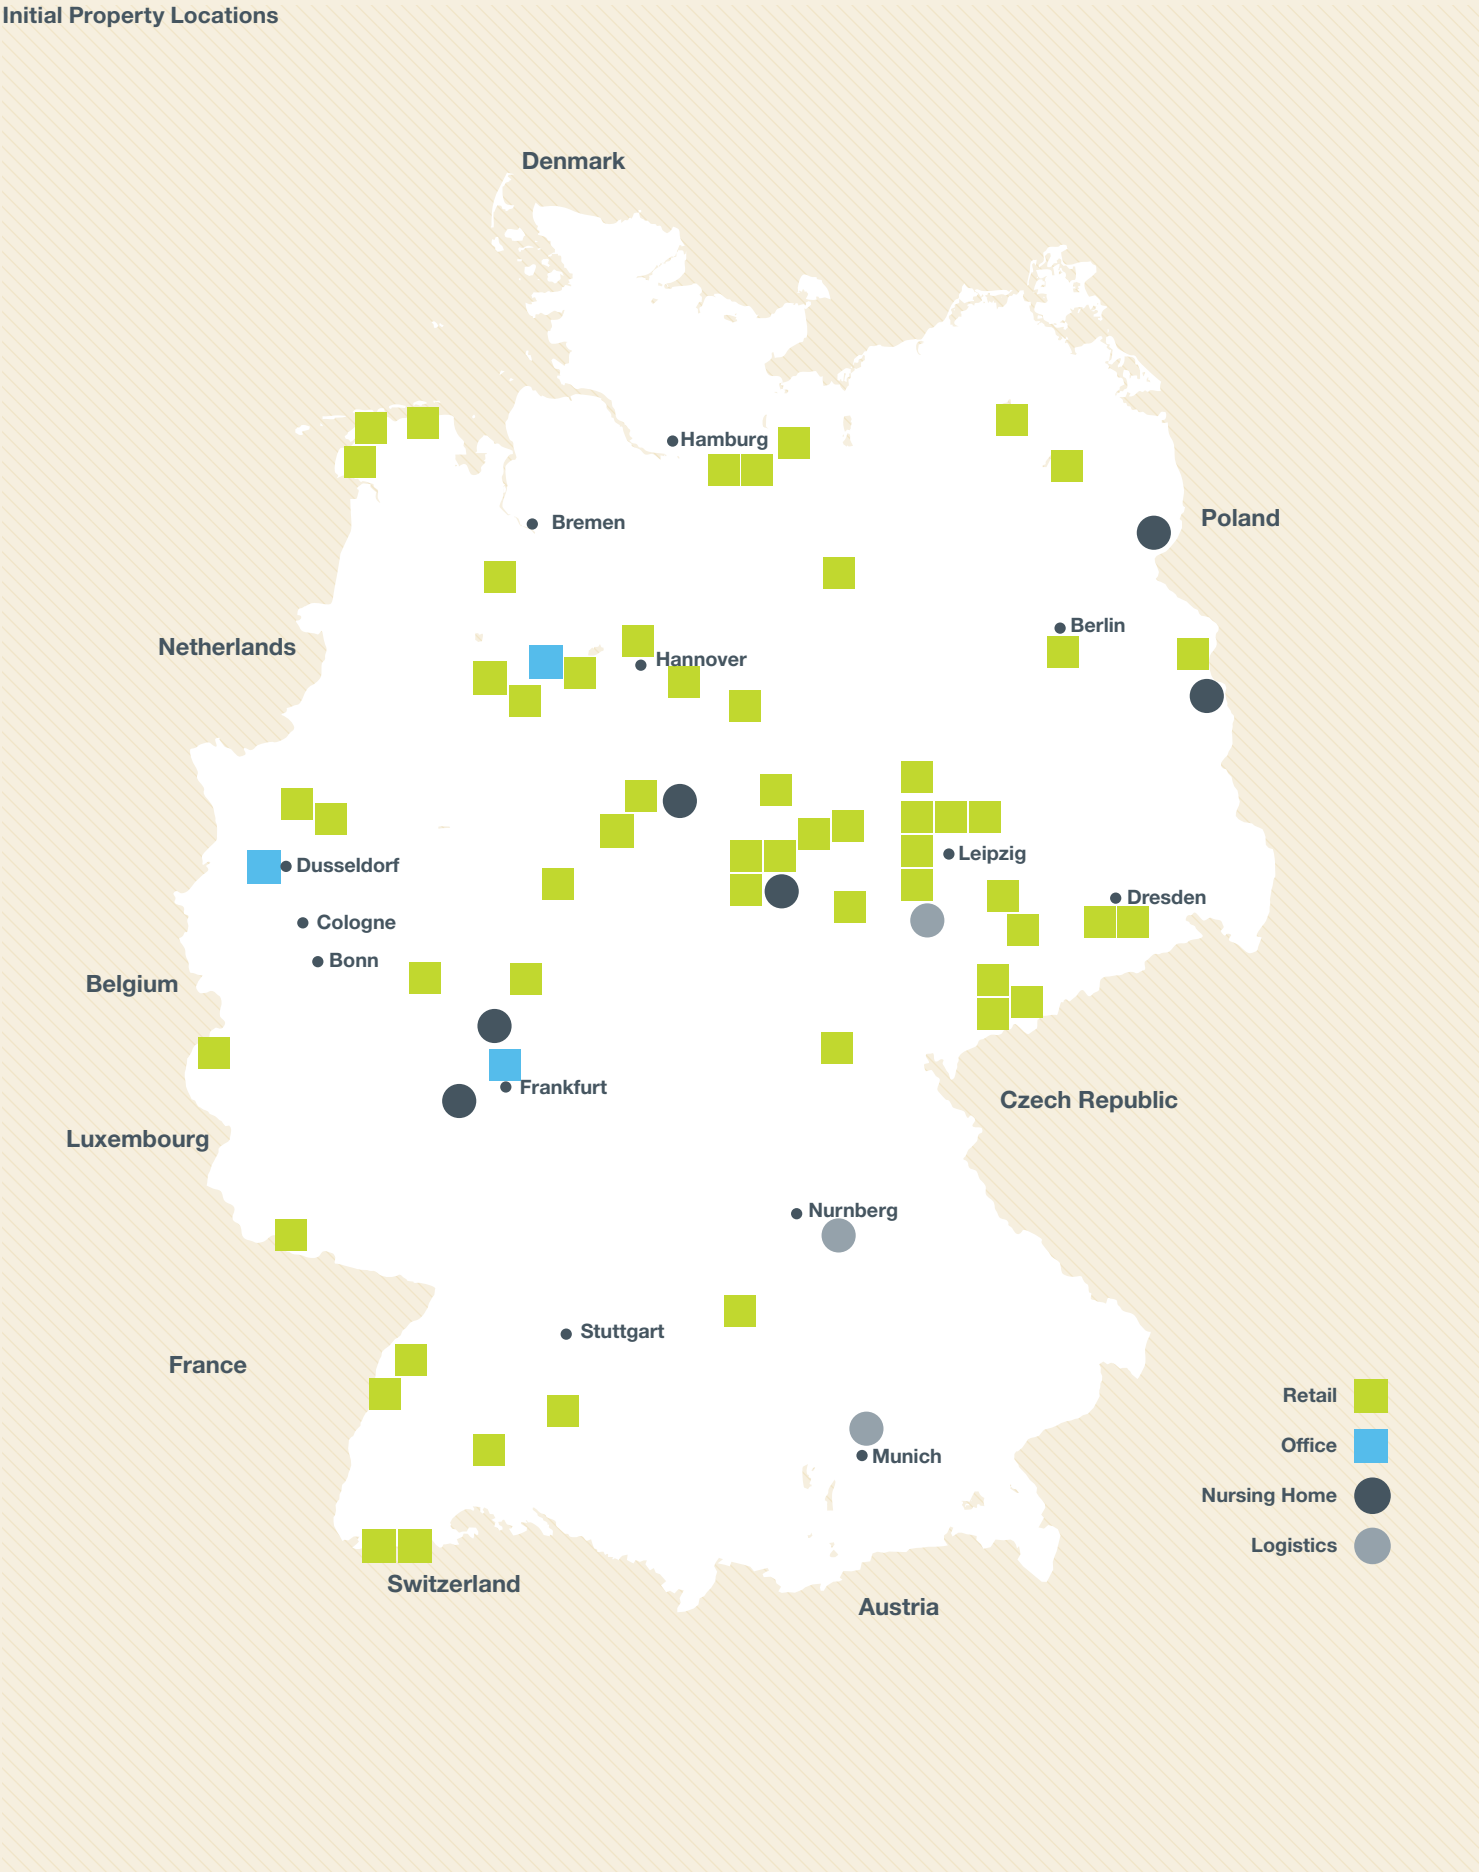 Initial Property Locations
Denmark
Hamburg
Poland
Bremen
Berlin
Netherlands
Hannover
Leipzig
Dusseldorf
Dresden
Cologne
Bonn
Belgium
Frankfurt
Czech Republic
Luxembourg
Nurnberg
Stuttgart
France
Retail
Office
Munich
Nursing Home
Logistics
Switzerland
Austria